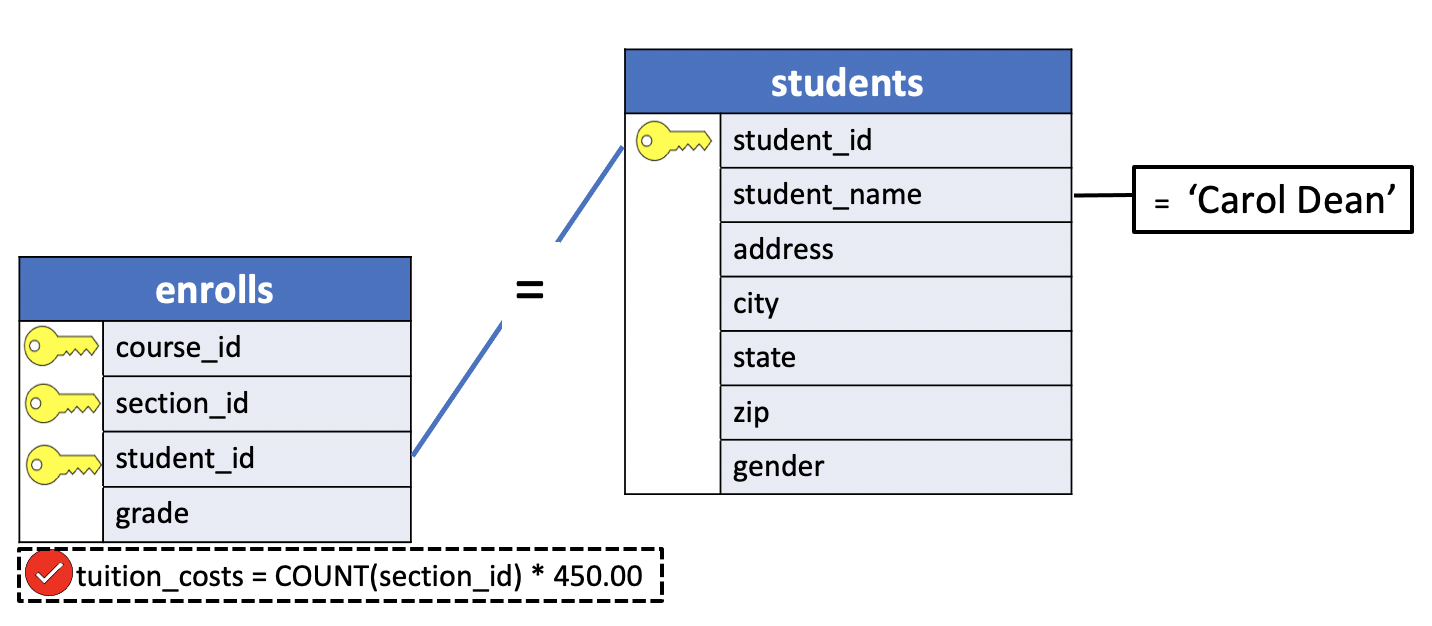 students
student_id
student_name
= ‘Carol Dean’
address
city
state
zip
gender
=
enrolls
course_id
section_id
student_id
grade
tuition_costs = COUNT(section_id) * 450.00